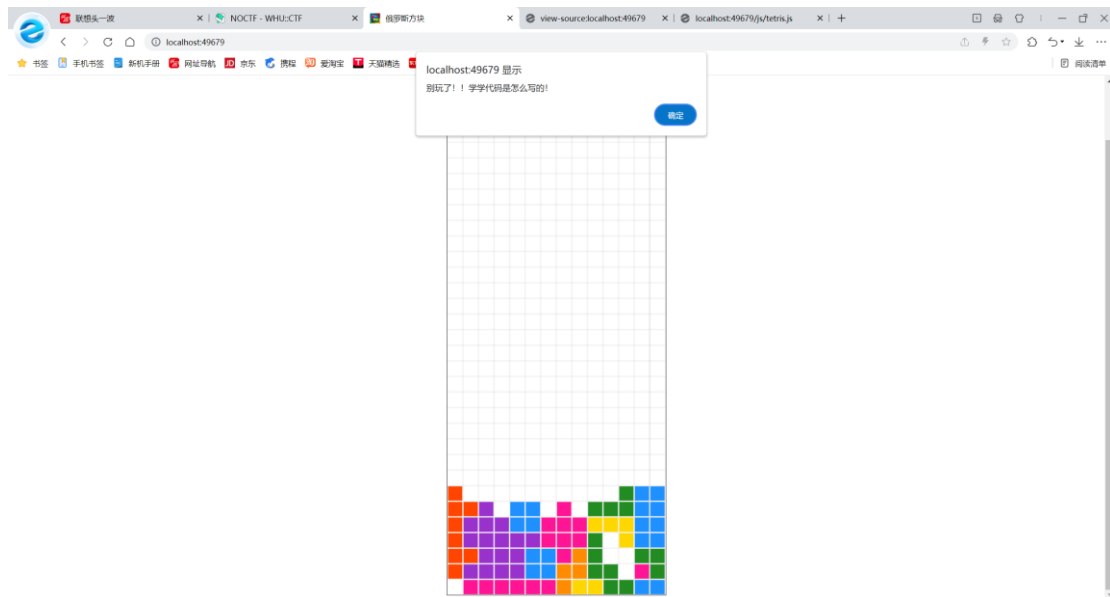 联想头一波
NOCTF - WHU::CTF
俄罗斯方块
view-source:localhost:49679
localhost:49679/js/tetris.js
localhost:49679
书签
手机书签
新机手册
网址导航
京东
携程
爱淘宝
天猫精选
阅读清单
localhost:49679 显示
别玩了！！学学代码是怎么写的！
确定